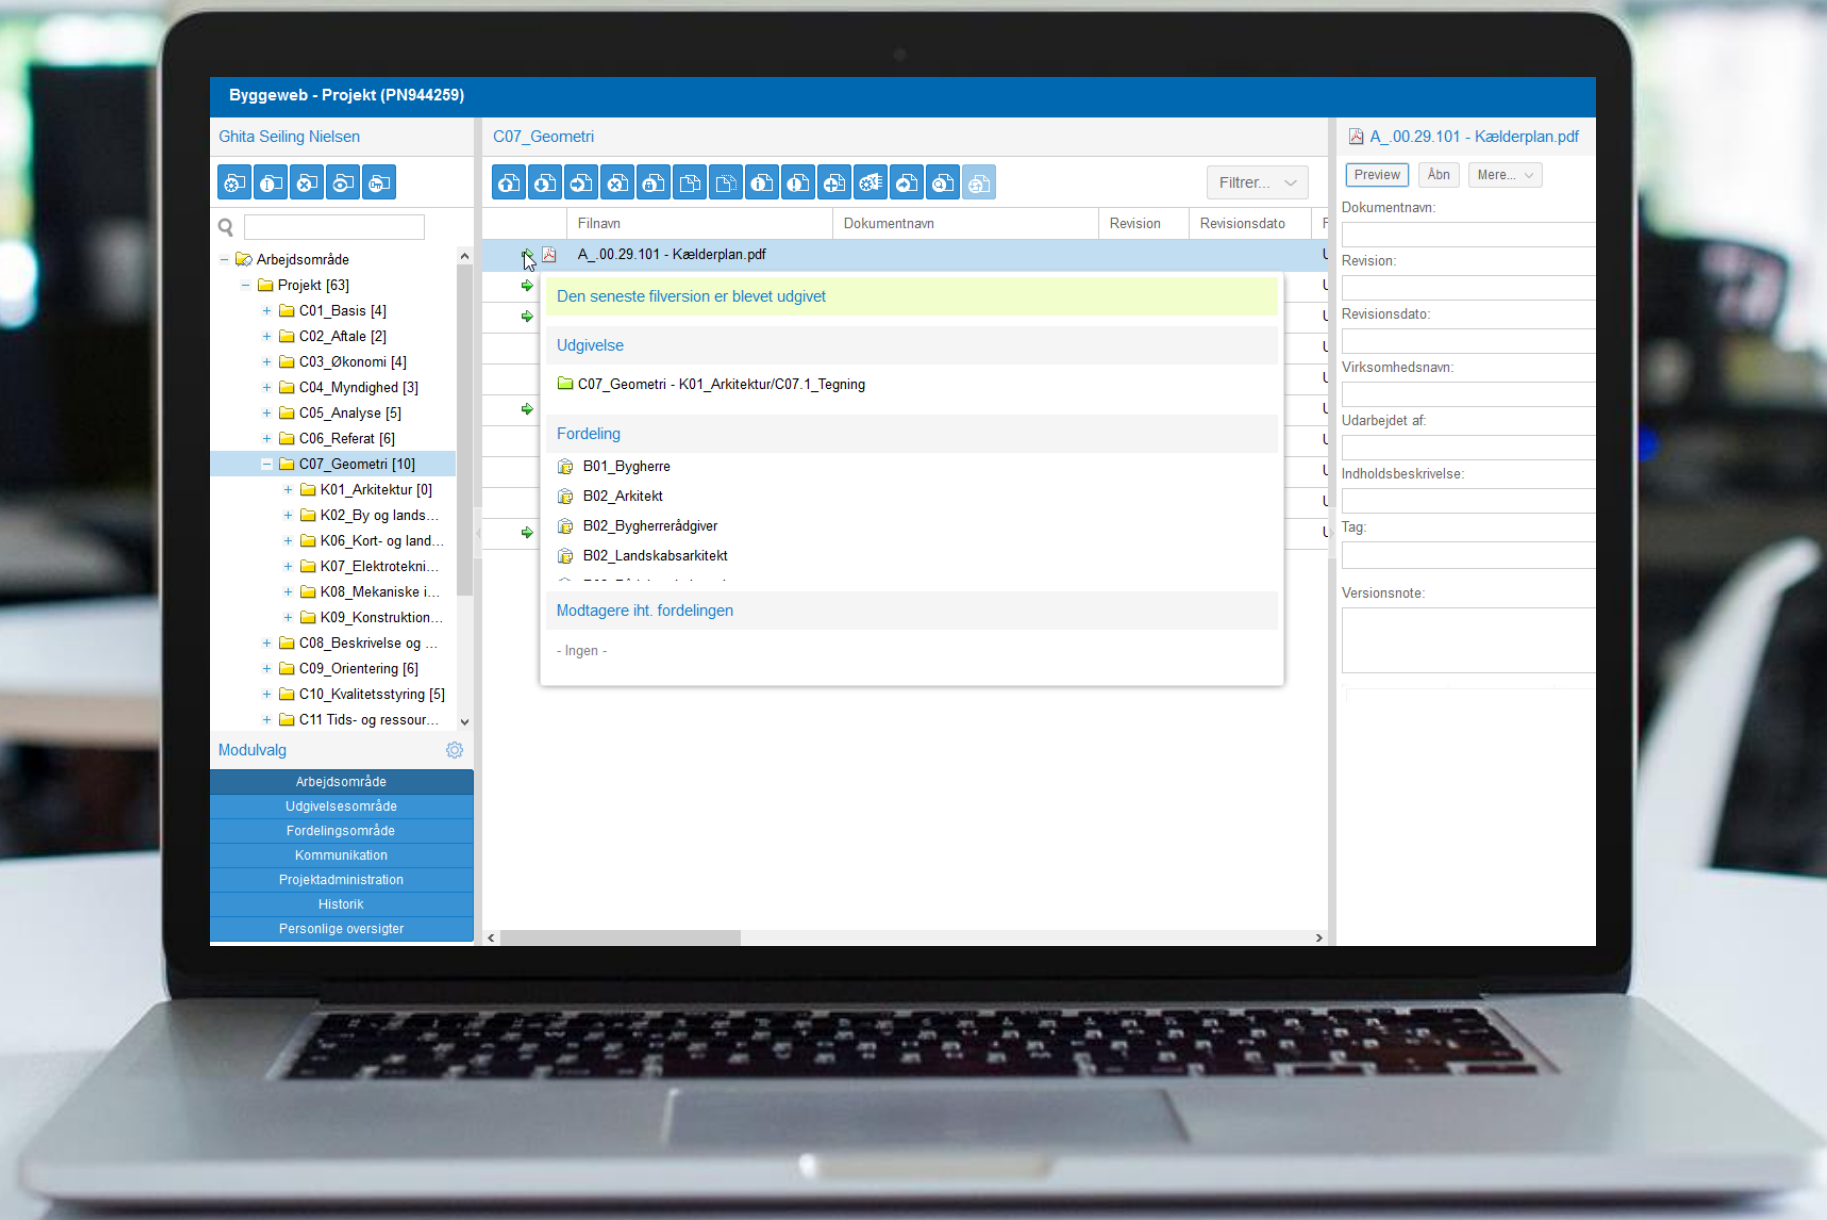 Byggeweb - Projekt (PN944259)
Ghita Seiling Nielsen
Arbejdsområde
Projekt [63]
C01_Basis [4]
C02_Aftale [2]
C03_Økonomi [4]
C04_Myndighed [3]
C05_Analyse [5]
C06_Referat [6]
C07_Geometri [10]
K01_Arkitektur [0]
K02_By og lands...
K06_Kort- og land...
K07_Elektrotekni...
K08_Mekaniske i...
K09_Konstruktion...
C08_Beskrivelse og ...
C09_Orientering [6]
C10_Kvalitetsstyring [5]
C11 Tids- og ressour...
Modulvalg
Arbejdsområde
Udgivelsesområde
Fordelingsområde
Kommunikation
Projektadministration
Historik
Personlige oversigter
C07_Geometri
Filtrer...
Filnavn Dokumentnavn Revision Revisionsdato
A_.00.29.101 - Kælderplan.pdf
Den seneste filversion er blevet udgivet
Udgivelse
C07_Geometri - K01_Arkitektur/C07.1_Tegning
Fordeling
B01_Bygherre
B02_Arkitekt
B02_Bygherrerådgiver
B02_Landskabsarkitekt
Modtagere iht. fordelingen
- Ingen -
A_.00.29.101 - Kælderplan.pdf
Preview Åbn Mere...
Dokumentnavn:
Revision:
Revisionsdato:
Virksomhedsnavn:
Udarbejdet af:
Indholdsbeskrivelse:
Tag:
Versionsnote: